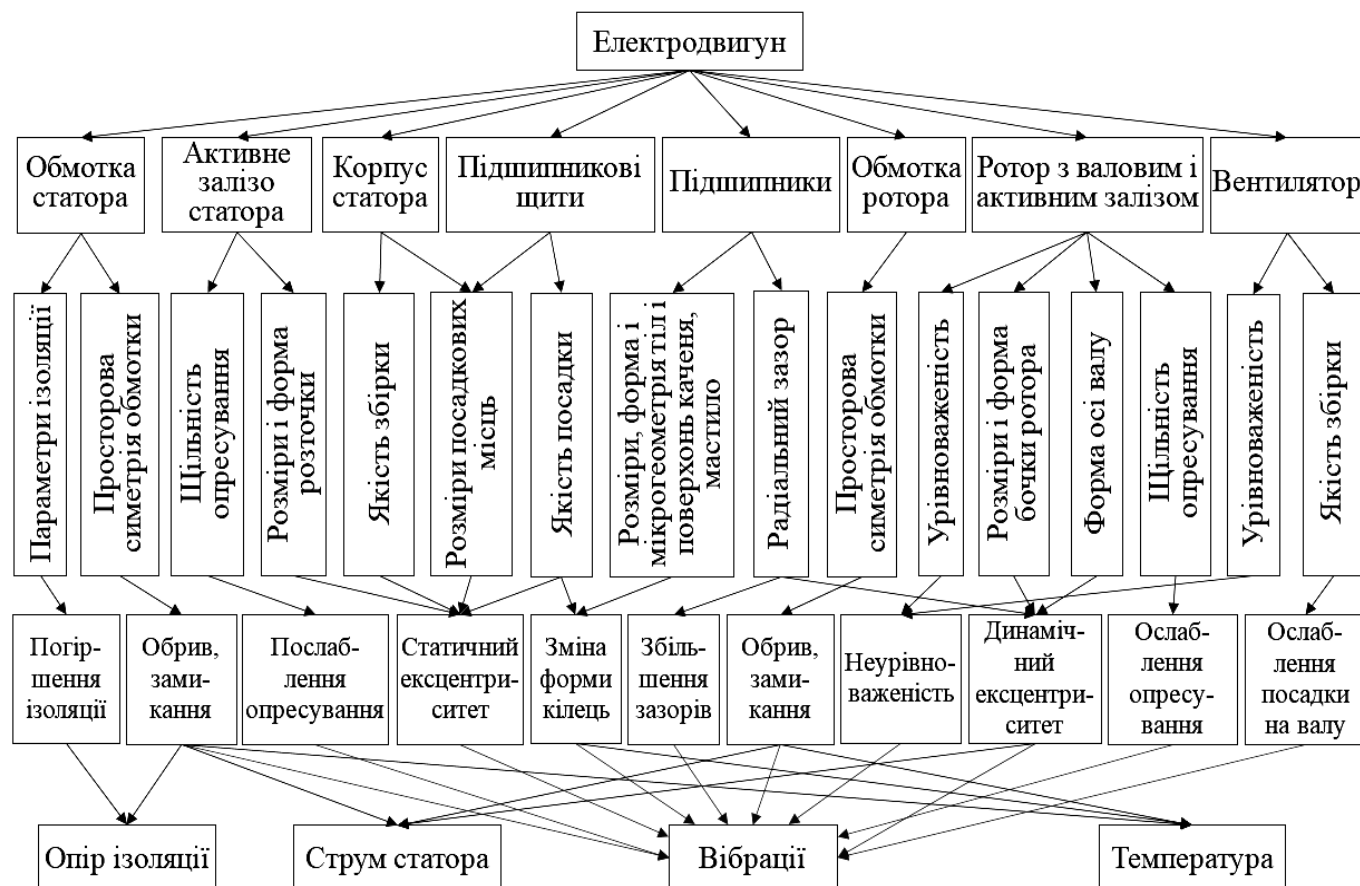 Електродвигун
Обмотка
статора
Активне
залізо
статора
Корпус
статора
Підшипникові
щити
Підшипники
Обмотка
ротора
Ротор з валовим і
активним залізом
Вентилятор
Параметри ізоляції
Просторова
симетрія обмотки
Щільність
опресування
Розміри і форма
розточки
Якість збірки
Розміри посадкових
місць
Якість посадки
Розміри, форма і
мікрогеометрія тіл і
поверхонь каченя,
мастило
Радіальний зазор
Просторова
симетрія обмотки
Урівноваженість
Розміри і форма
бочки ротора
Форма осі валу
Щільність
опресування
Урівноваженість
Якість збірки
Погір-
шення
ізоляції
Обрив,
зами-
кання
Послаб-
лення
опресування
Статичний
ексцентри-
ситет
Зміна
форми
кілець
Збіль-
шення
зазорів
Обрив,
зами-
кання
Неурівно-
важеність
Динаміч-
ний
ексцентри-
ситет
Ослаб-
лення
опресу-
вання
Ослаб-
лення
посадки
на валу
Опір ізоляції
Струм статора
Вібрації
Температура